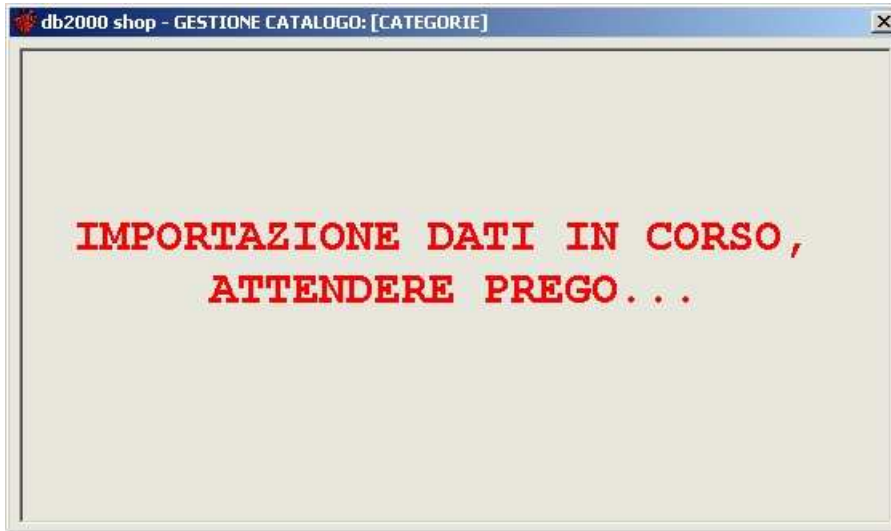 db2000 shop - GESTIONE CATALOGO: [CATEGORIE]
IMPORTAZIONE DATI IN CORSO,
ATTENDERE PREGO...